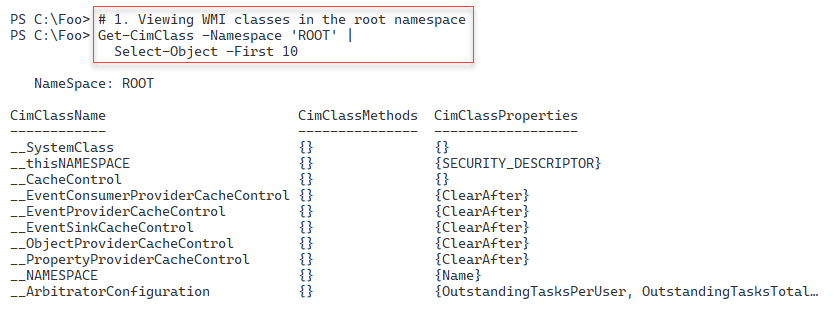 PS C:\Foo> # 1. Viewing WMI classes in the root namespace
PS C:\Foo> Get-CimClass -Namespace 'ROOT' |
             Select-Object -First 10

   NameSpace: ROOT

CimClassName                        CimClassMethods CimClassProperties
------------                        --------------- ------------------
__SystemClass                       {}              {}
__thisNAMESPACE                     {}              {SECURITY_DESCRIPTOR}
__CacheControl                      {}              {}
__EventConsumerProviderCacheControl {}              {ClearAfter}
__EventProviderCacheControl         {}              {ClearAfter}
__EventSinkCacheControl             {}              {ClearAfter}
__ObjectProviderCacheControl        {}              {ClearAfter}
__PropertyProviderCacheControl      {}              {ClearAfter}
__NAMESPACE                         {}              {Name}
__ArbitratorConfiguration           {}              {OutstandingTasksPerUser, OutstandingTasksTotal…